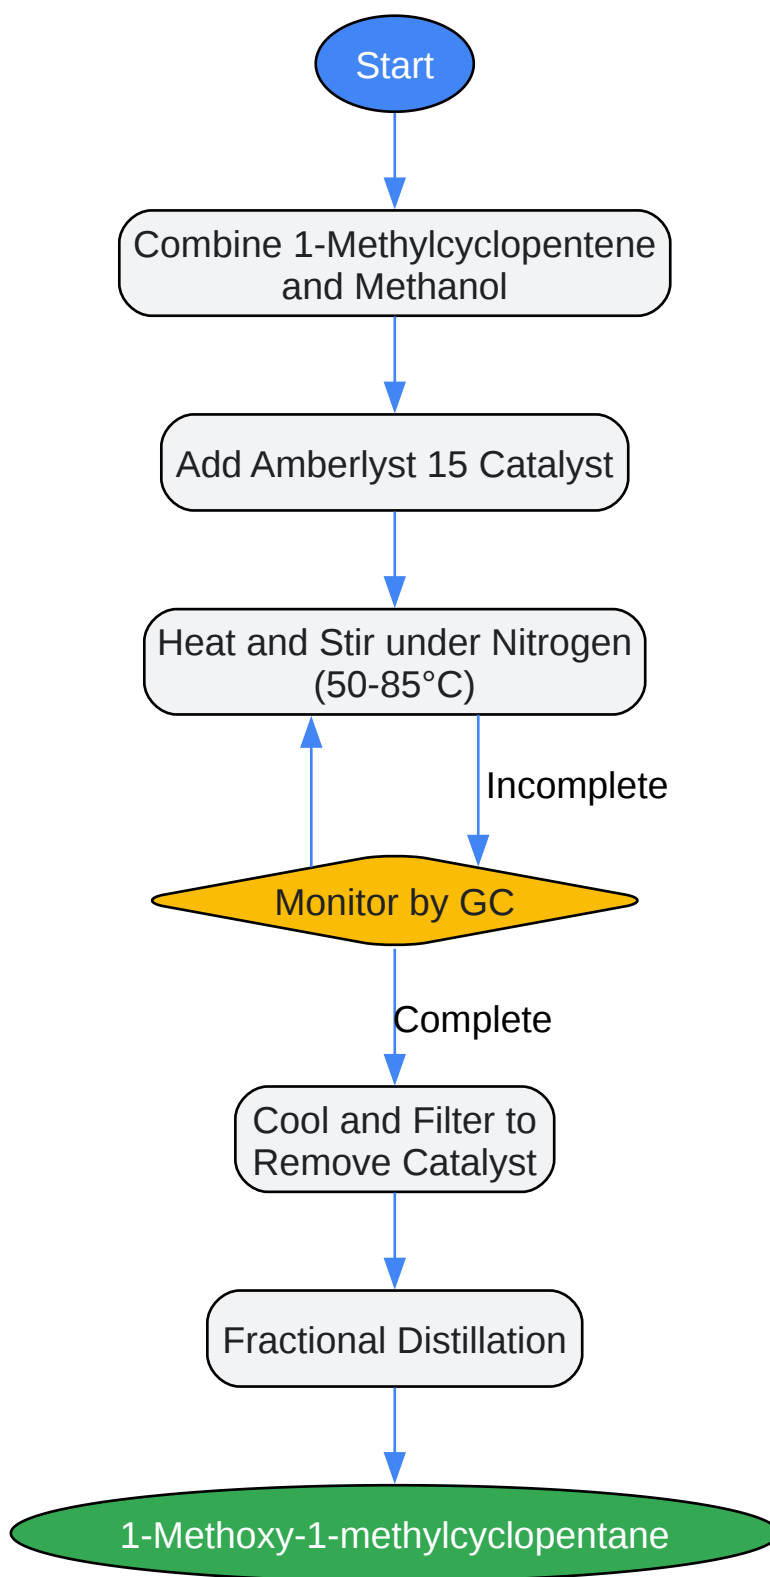 Start
Combine 1-Methylcyclopentene
and Methanol
Add Amberlyst 15 Catalyst
Heat and Stir under Nitrogen
(50-85°C)
Incomplete
Monitor by GC
Complete
Cool and Filter to
Remove Catalyst
Fractional Distillation
1-Methoxy-1-methylcyclopentane